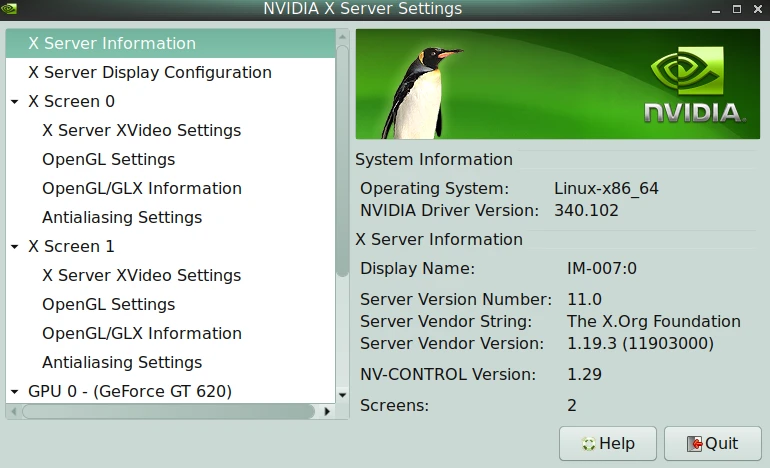 NVIDIA X Server Settings
X Server Information
X Server Display Configuration
X Screen 0
X Server XVideo Settings
OpenGL Settings
OpenGL/GLX Information
Antialiasing Settings
X Screen 1
X Server XVideo Settings
OpenGL Settings
OpenGL/GLX Information
Antialiasing Settings
GPU 0 - (GeForce GT 620)
NVIDIA.
System Information
Operating System: Linux-x86_64
NVIDIA Driver Version: 340.102
X Server Information
Display Name: IM-007:0
Server Version Number: 11.0
Server Vendor String: The X.Org Foundation
Server Vendor Version: 1.19.3 (11903000)
NV-CONTROL Version: 1.29
Screens: 2
Help Quit